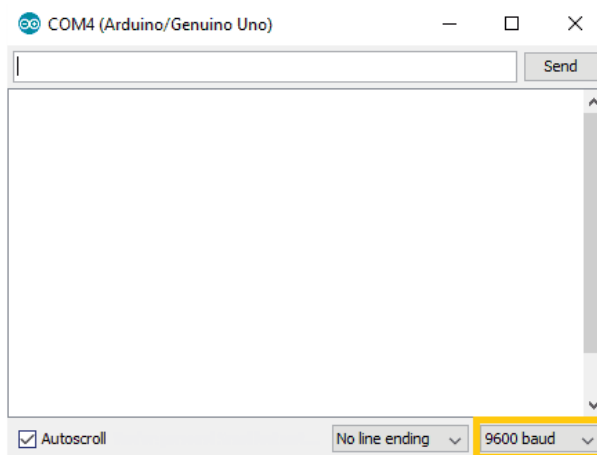 COM4 (Arduino/Genuino Uno)
Send
Autoscroll
No line ending
9600 baud